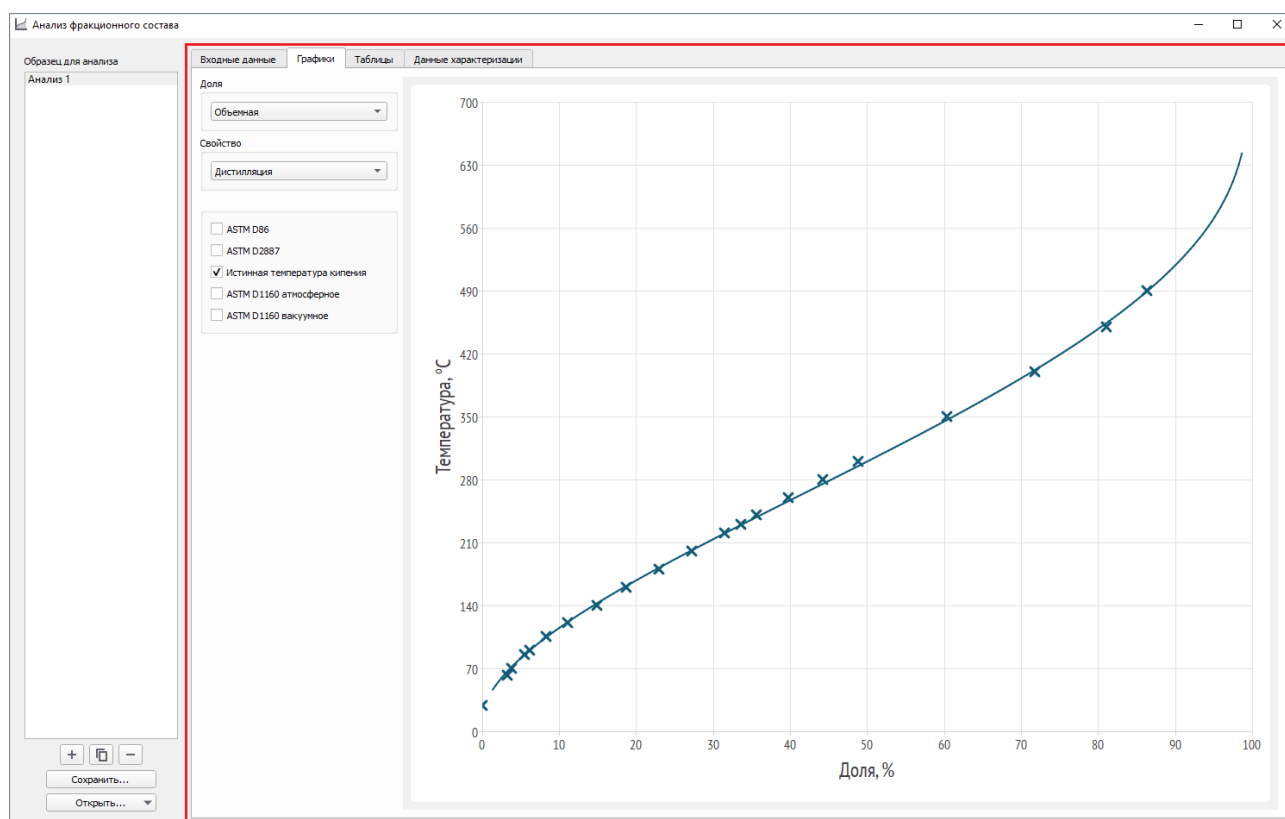 Анализ фракционного состава
Образец для анализа
Анализ 1
+
−
Сохранить...
Открыть...
Входные данные
Графики
Таблицы
Данные характеризации
Доля
Объемная
Свойство
Дистилляция
ASTM D86
ASTM D2887
Истинная температура кипения
ASTM D1160 атмосферное
ASTM D1160 вакуумное
Температура, °C
700
630
560
490
420
350
280
210
140
70
0
0 10 20 30 40 50 60 70 80 90 100
Доля, %